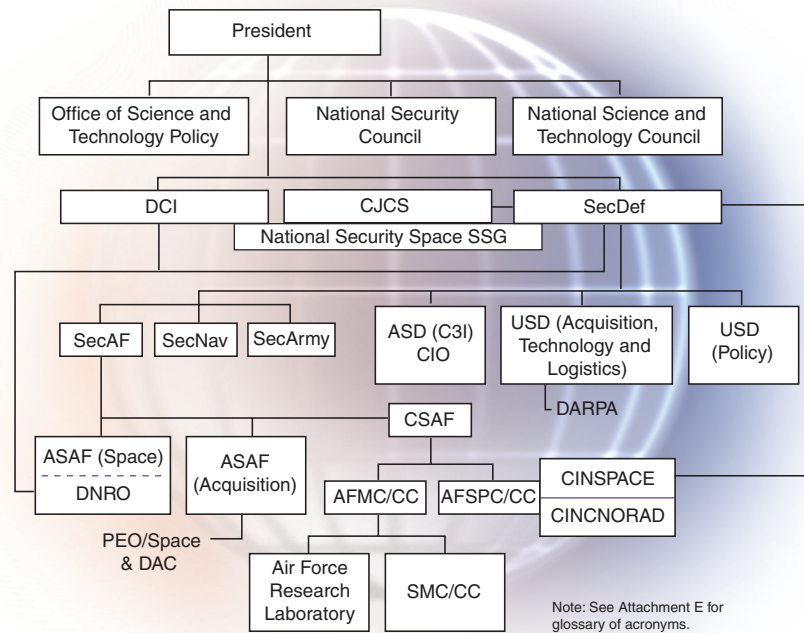 President
Office of Science and
Technology Policy
National Security
Council
National Science and
Technology Council
DCI
CJCS
SecDef
National Security Space SSG
SecAF
SecNav
SecArmy
ASD (C3I)
CIO
USD (Acquisition,
Technology and
Logistics)
USD
(Policy)
DARPA
CSAF
ASAF (Space)
DNRO
ASAF
(Acquisition)
AFMC/CC
AFSPC/CC
CINSPACE
CINCNORAD
PEO/Space
& DAC
Air Force
Research
Laboratory
SMC/CC
Note: See Attachment E for
glossary of acronyms.